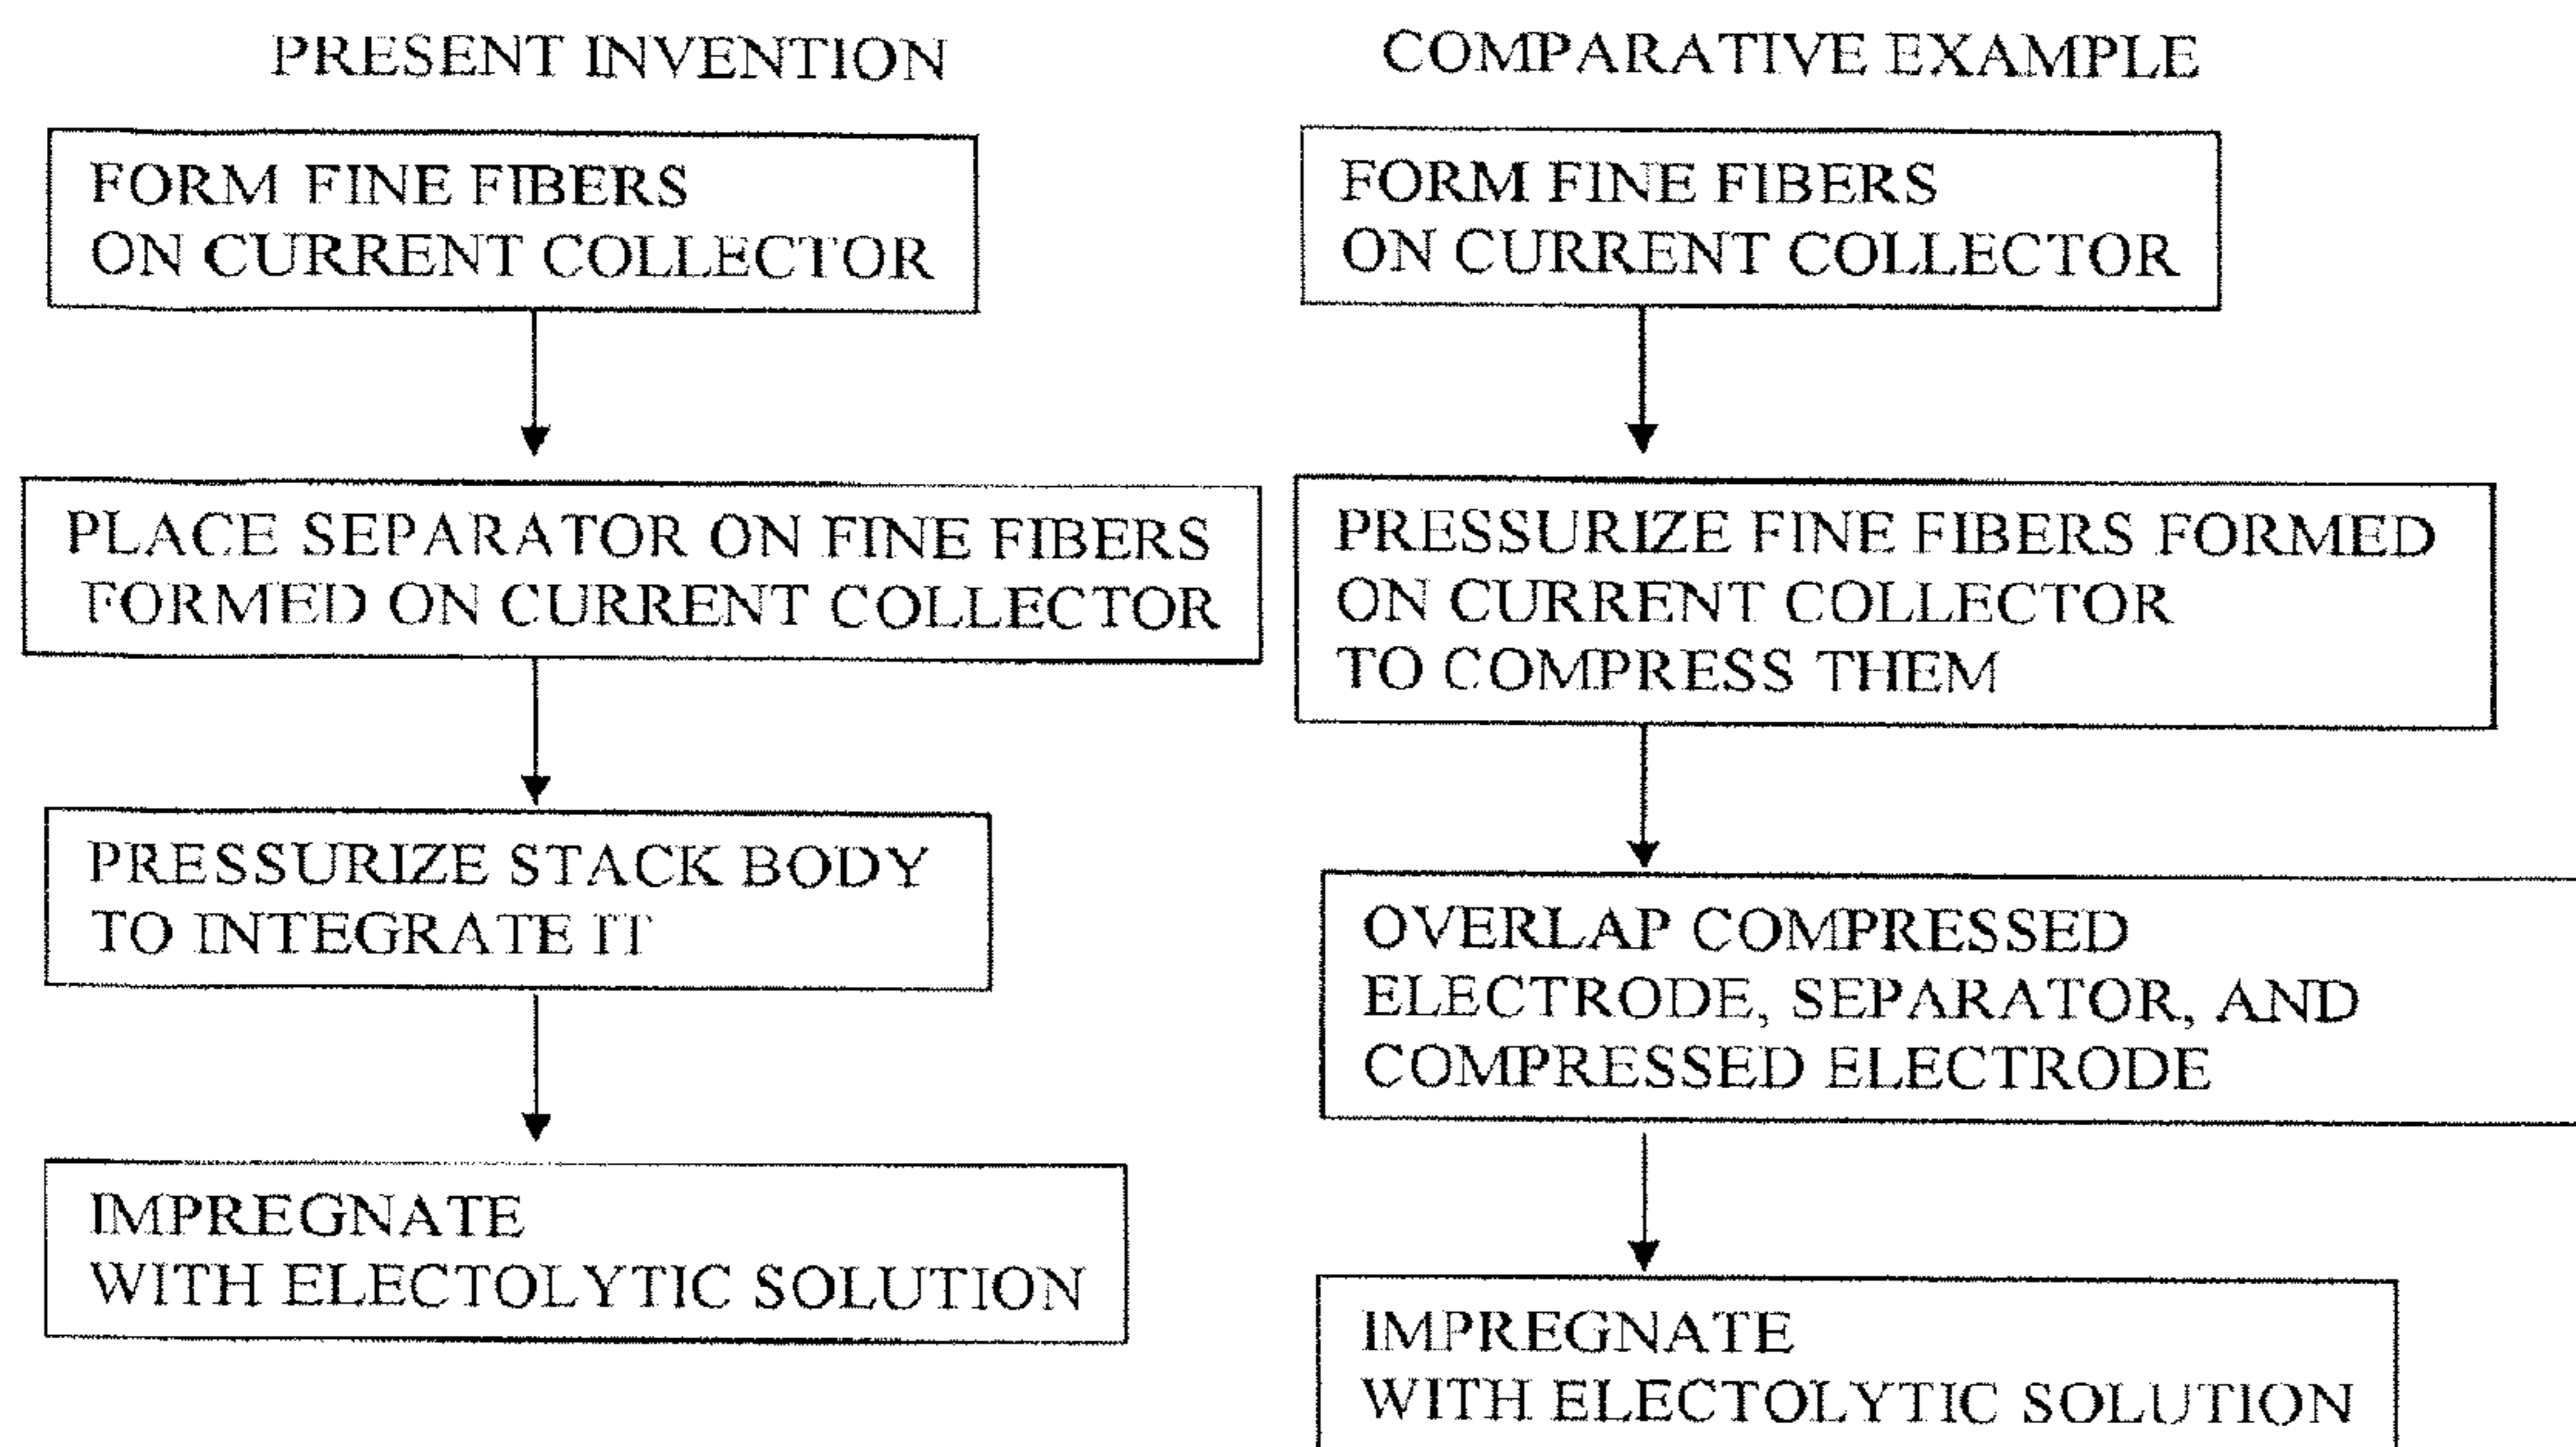 PRESENT INVENTION
FORM FINE FIBERS
ON CURRENT COLLECTOR
PLACE SEPARATOR ON FINE FIBERS
FORMED ON CURRENT COLLECTOR
PRESSURIZE STACK BODY
TO INTEGRATE IT
IMPREGNATE
WITH ELECTOLYTIC SOLUTION
COMPARATIVE EXAMPLE
FORM FINE FIBERS
ON CURRENT COLLECTOR
PRESSURIZE FINE FIBERS FORMED
ON CURRENT COLLECTOR
TO COMPRESS THEM
OVERLAP COMPRESSED
ELECTRODE, SEPARATOR, AND
COMPRESSED ELECTRODE
IMPREGNATE
WITH ELECTOLYTIC SOLUTION